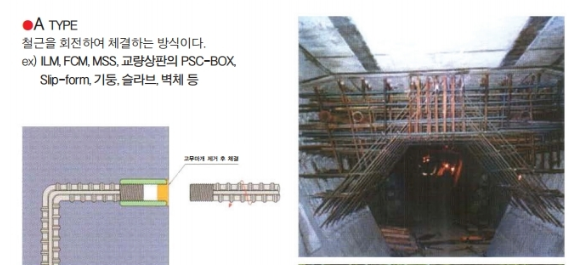 ●A TYPE
철근을 회전하여 체결하는 방식이다.
ex) ILM, FCM, MSS, 교량상판의 PSC-BOX,
Slip-form, 기둥, 슬라브, 벽체 등
고무마개 제거 후 체결